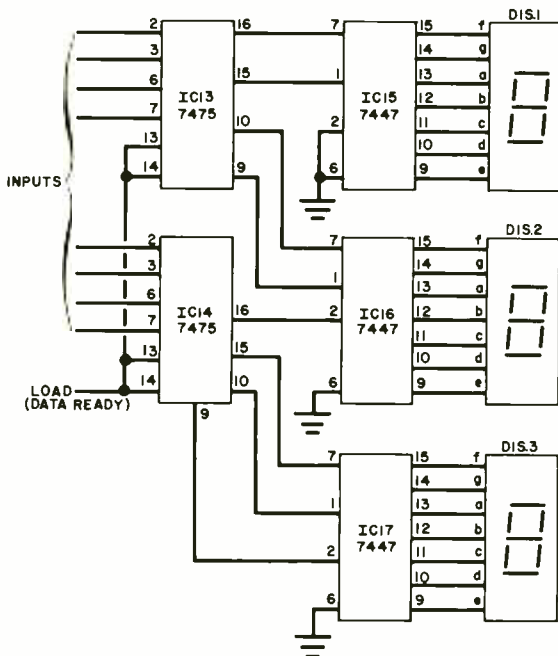 DIS.1
2 16 7 15 f
3 14 g
IC13 7475
15 1 13 a
IC15 7447
6 12 b
10 11 c
7 2 10 d
13 9 6 9 e
14
INPUTS
DIS.2
2 7 15 f
3 14 g
1 13 a
IC14 7475
16 2 IC16 7447
6 12 b
7 15 11 c
13 10 10 d
LOAD
(DATA READY)
14 6 9 e
9
DIS.3
7 15 f
14 g
1 13 a
IC17 7447
12 b
2 11 c
10 d
6 9 e